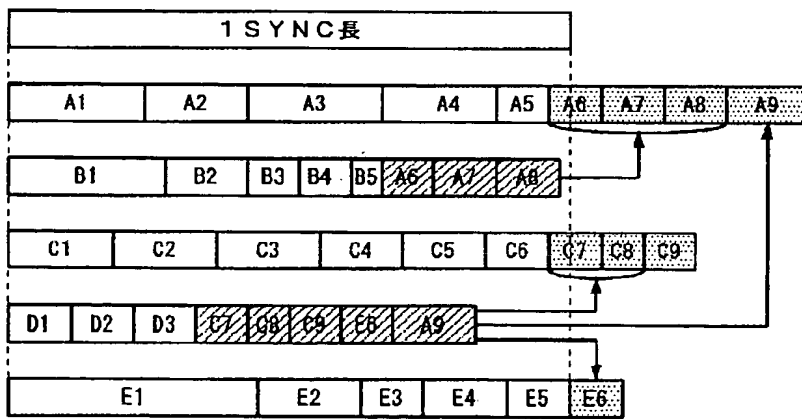 1SYNC長
A1 A2 A3 A4 A5 A6 A7 A8 A9
B1 B2 B3 B4 B5 A6 A7 A8
C1 C2 C3 C4 C5 C6 C7 C8 C9
D1 D2 D3 C7 C8 C9 E6 A9
E1 E2 E3 E4 E5 E6